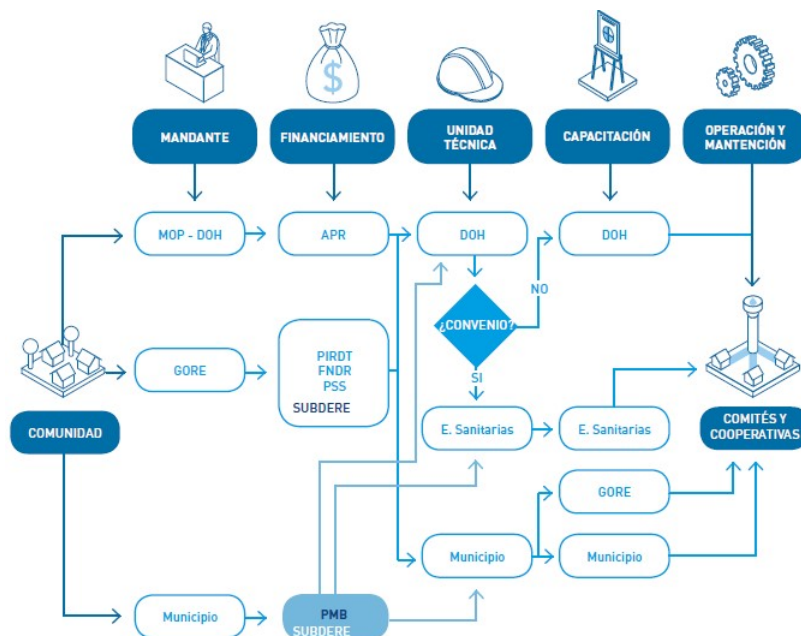 $
MANDANTE
FINANCIAMIENTO
UNIDAD
TÉCNICA
CAPACITACIÓN
OPERACIÓN Y
MANTENCIÓN
MOP - DOH
APR
DOH
DOH
NO
¿CONVENIO?
GORE
PIRDT
FNDR
PSS
SUBDERE
SI
COMUNIDAD
E. Sanitarias
E. Sanitarias
COMITÉS Y
COOPERATIVAS
GORE
Municipio
Municipio
Municipio
PMB
SUBDERE